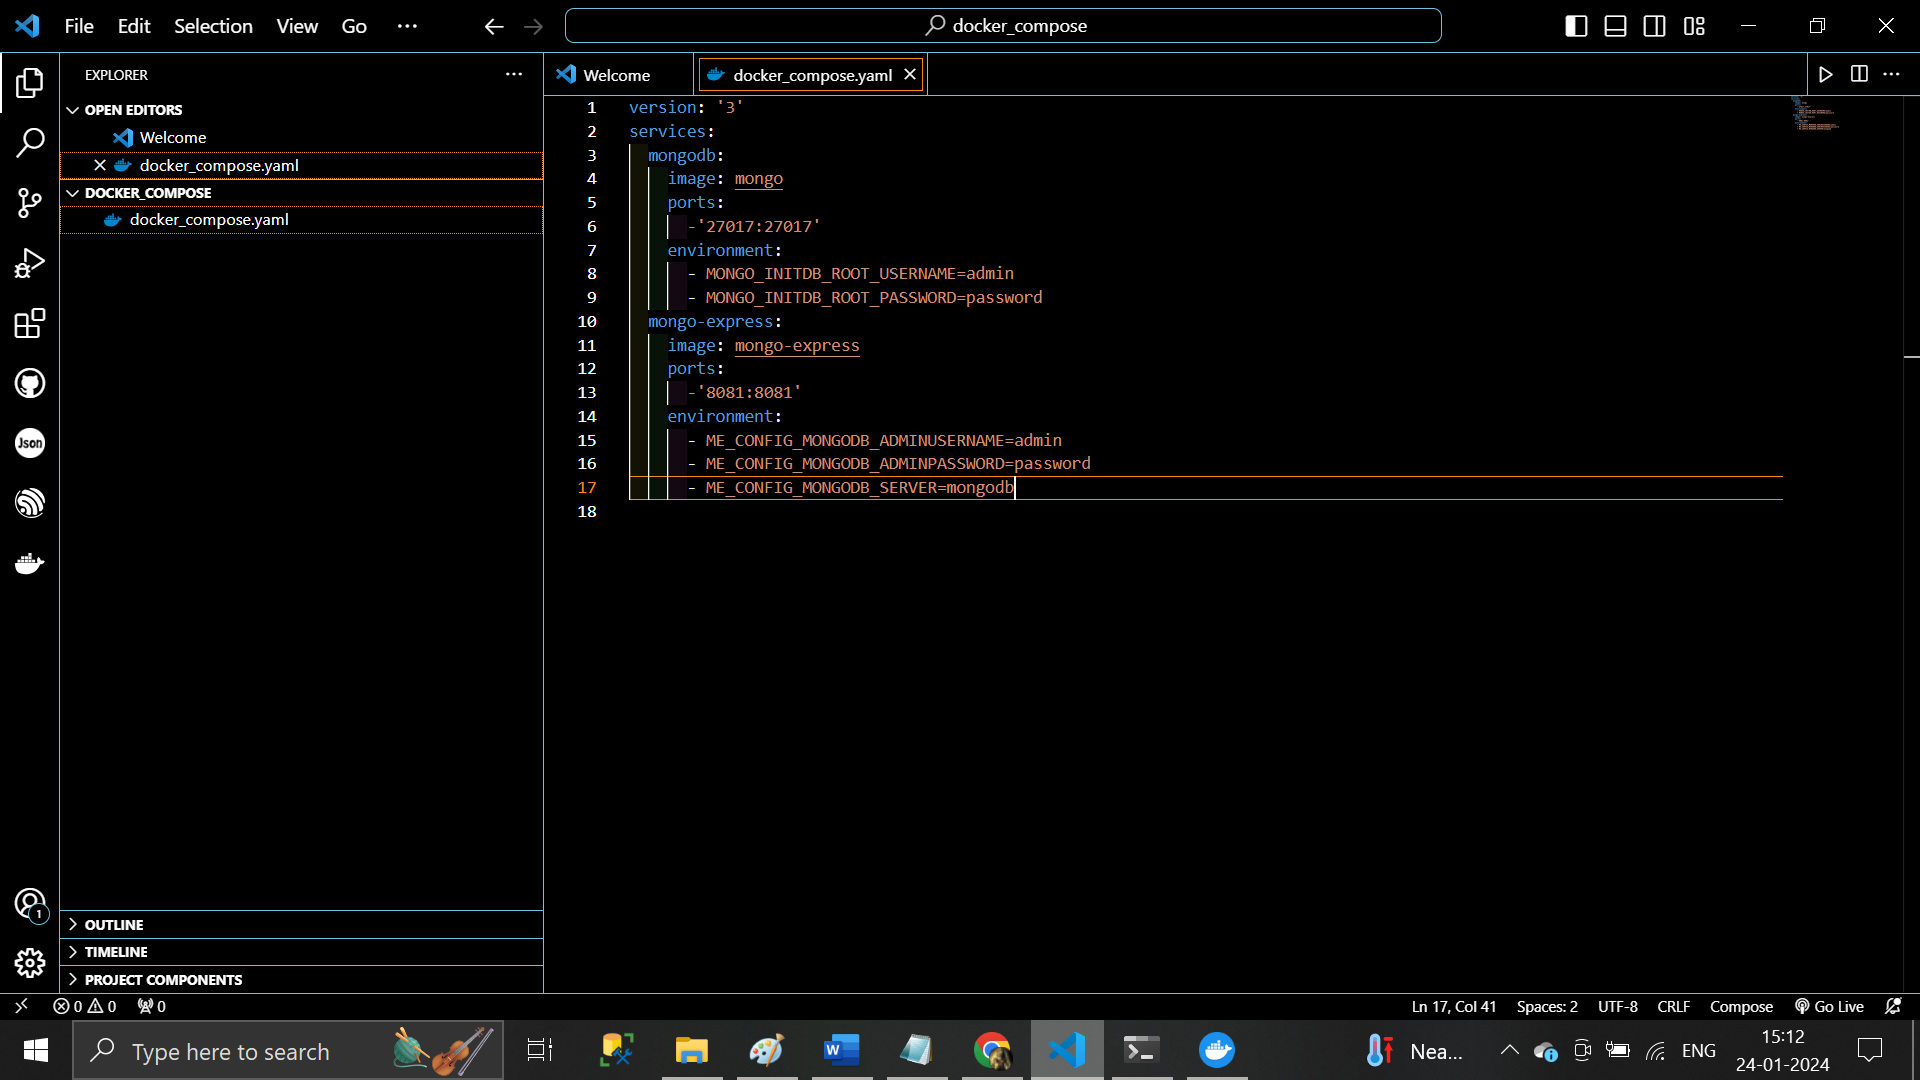 File Edit Selection View Go ···
docker_compose
EXPLORER
OPEN EDITORS
Welcome
docker_compose.yaml
DOCKER_COMPOSE
docker_compose.yaml
OUTLINE
TIMELINE
PROJECT COMPONENTS
Json
1
Welcome
docker_compose.yaml
1 version: '3'
2 services:
3 mongodb:
4 image: mongo
5 ports:
6 -'27017:27017'
7 environment:
8 - MONGO_INITDB_ROOT_USERNAME=admin
9 - MONGO_INITDB_ROOT_PASSWORD=password
10 mongo-express:
11 image: mongo-express
12 ports:
13 -'8081:8081'
14 environment:
15 - ME_CONFIG_MONGODB_ADMINUSERNAME=admin
16 - ME_CONFIG_MONGODB_ADMINPASSWORD=password
17 - ME_CONFIG_MONGODB_SERVER=mongodb
18
0 0 0
Ln 17, Col 41 Spaces: 2 UTF-8 CRLF Compose Go Live
Type here to search
W
Nea...
ENG
15:12
24-01-2024